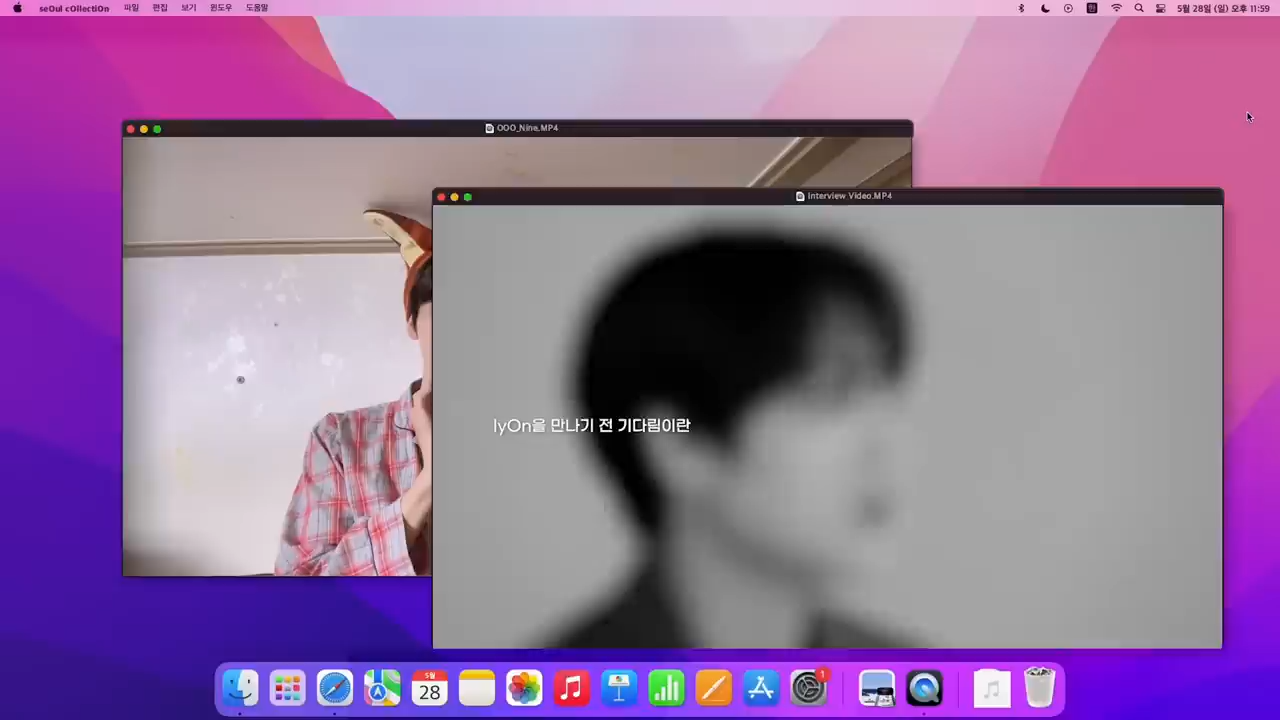 seOul cOllectiOn 파일 편집 보기 윈도우 도움말
한
5월 28일 (일) 오후 11:59
OOO_Nine.MP4
Interview Video.MP4
lyOn을 만나기 전 기다림이란
5월
28
1